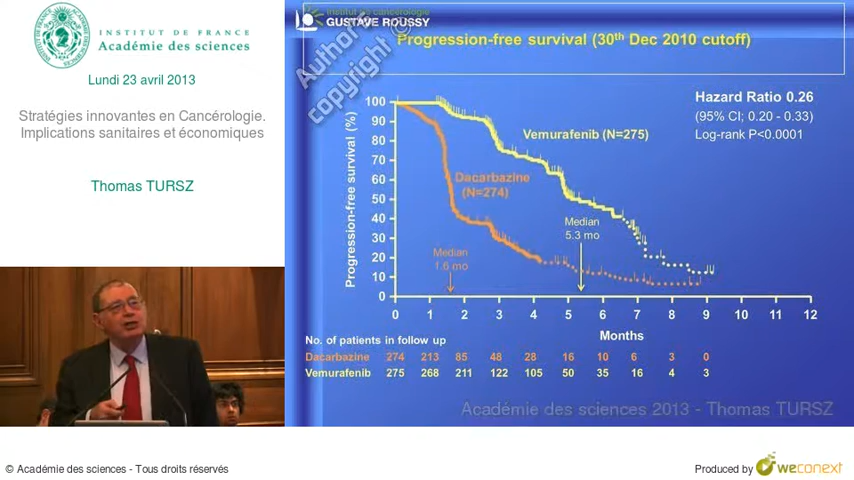 INSTITUT DE FRANCE
Académie des sciences
Lundi 23 avril 2013
Stratégies innovantes en Cancérologie.
Implications sanitaires et économiques
Thomas TURSZ
institut de cancérologie
GUSTAVE ROUSSY
Author's
copyright ©
Progression-free survival (30th Dec 2010 cutoff)
Hazard Ratio 0.26
(95% CI; 0.20 - 0.33)
Log-rank P<0.0001
Progression-free survival (%)
100
90
80
70
60
50
40
30
20
10
0
Vemurafenib (N=275)
Dacarbazine
(N=274)
Median
5.3 mo
Median
1.6 mo
0 1 2 3 4 5 6 7 8 9 10 11 12
Months
No. of patients in follow up
Dacarbazine 274 213 85 48 28 16 10 6 3 0
Vemurafenib 275 268 211 122 105 50 35 16 4 3
Académie des sciences 2013 - Thomas TURSZ
© Académie des sciences - Tous droits réservés
Produced by weconext